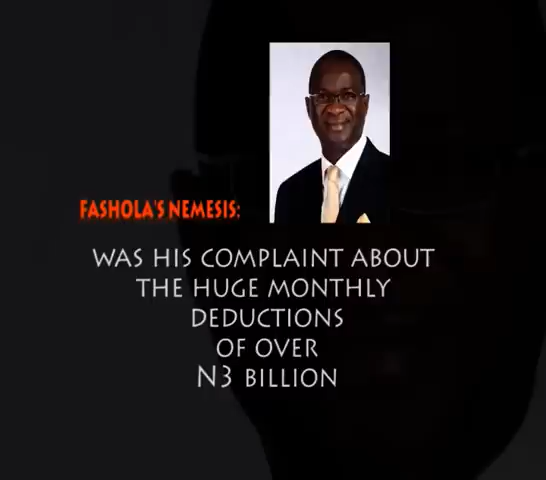 FASHOLA'S NEMESIS:
WAS HIS COMPLAINT ABOUT
THE HUGE MONTHLY
DEDUCTIONS
OF OVER
N3 BILLION